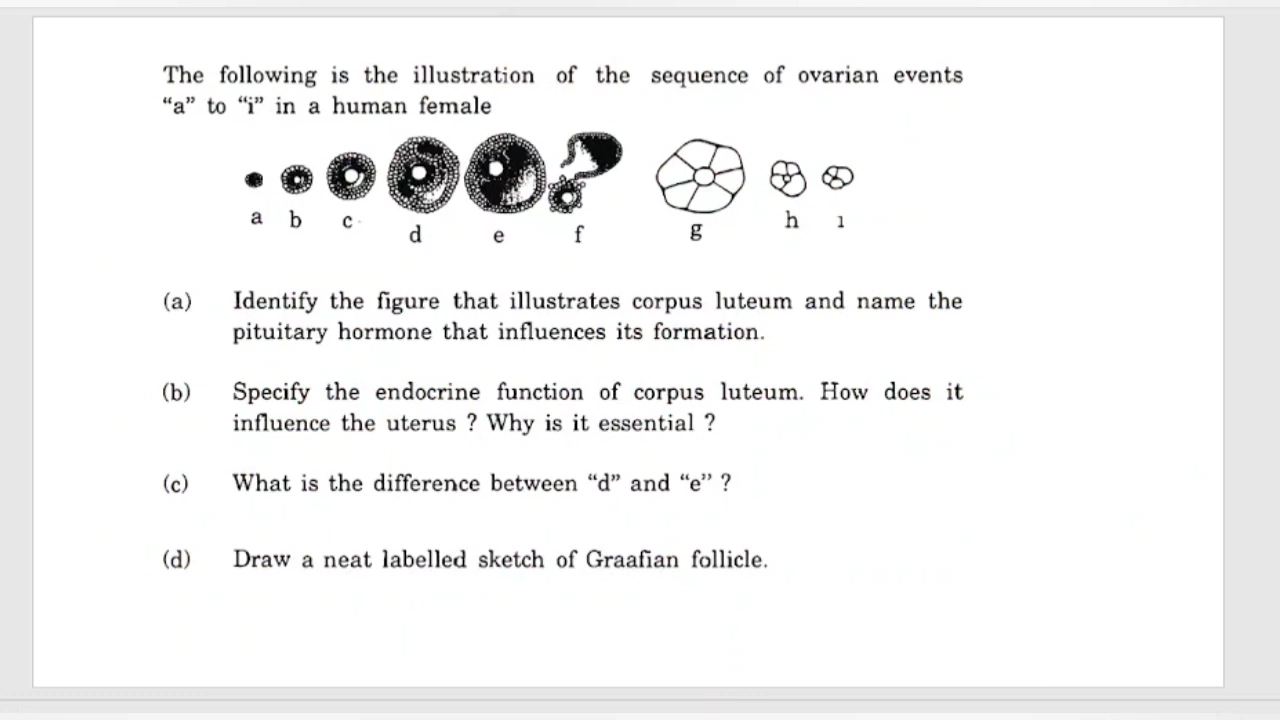 The following is the illustration of the sequence of ovarian events
“a” to “i” in a human female
a b c d e f g h ı
(a) Identify the figure that illustrates corpus luteum and name the
pituitary hormone that influences its formation.
(b) Specify the endocrine function of corpus luteum. How does it
influence the uterus ? Why is it essential ?
(c) What is the difference between “d” and “e” ?
(d) Draw a neat labelled sketch of Graafian follicle.